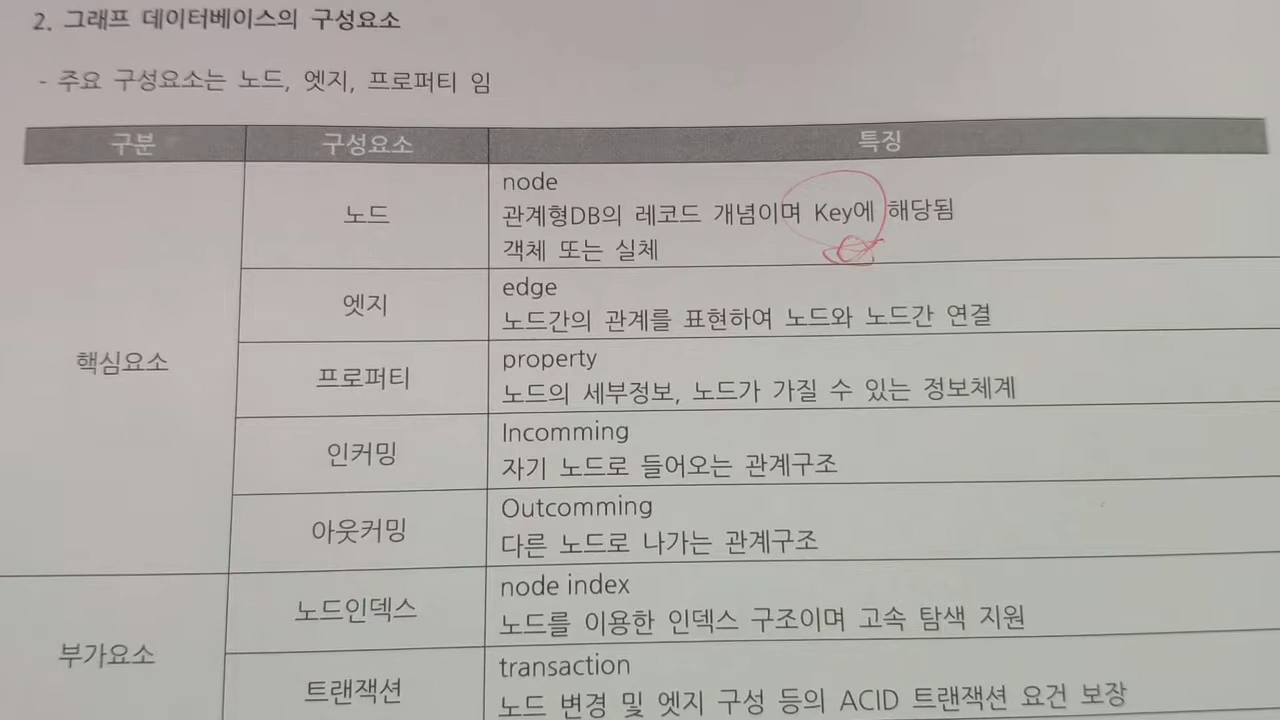 2. 그래프 데이터베이스의 구성요소
- 주요 구성요소는 노드, 엣지, 프로퍼티 임
구분 구성요소 특징
핵심요소
노드
node
관계형DB의 레코드 개념이며 Key에 해당됨
객체 또는 실체
엣지
edge
노드간의 관계를 표현하여 노드와 노드간 연결
프로퍼티
property
노드의 세부정보, 노드가 가질 수 있는 정보체계
인커밍
Incomming
자기 노드로 들어오는 관계구조
아웃커밍
Outcomming
다른 노드로 나가는 관계구조
부가요소
노드인덱스
node index
노드를 이용한 인덱스 구조이며 고속 탐색 지원
트랜잭션
transaction
노드 변경 및 엣지 구성 등의 ACID 트랜잭션 요건 보장